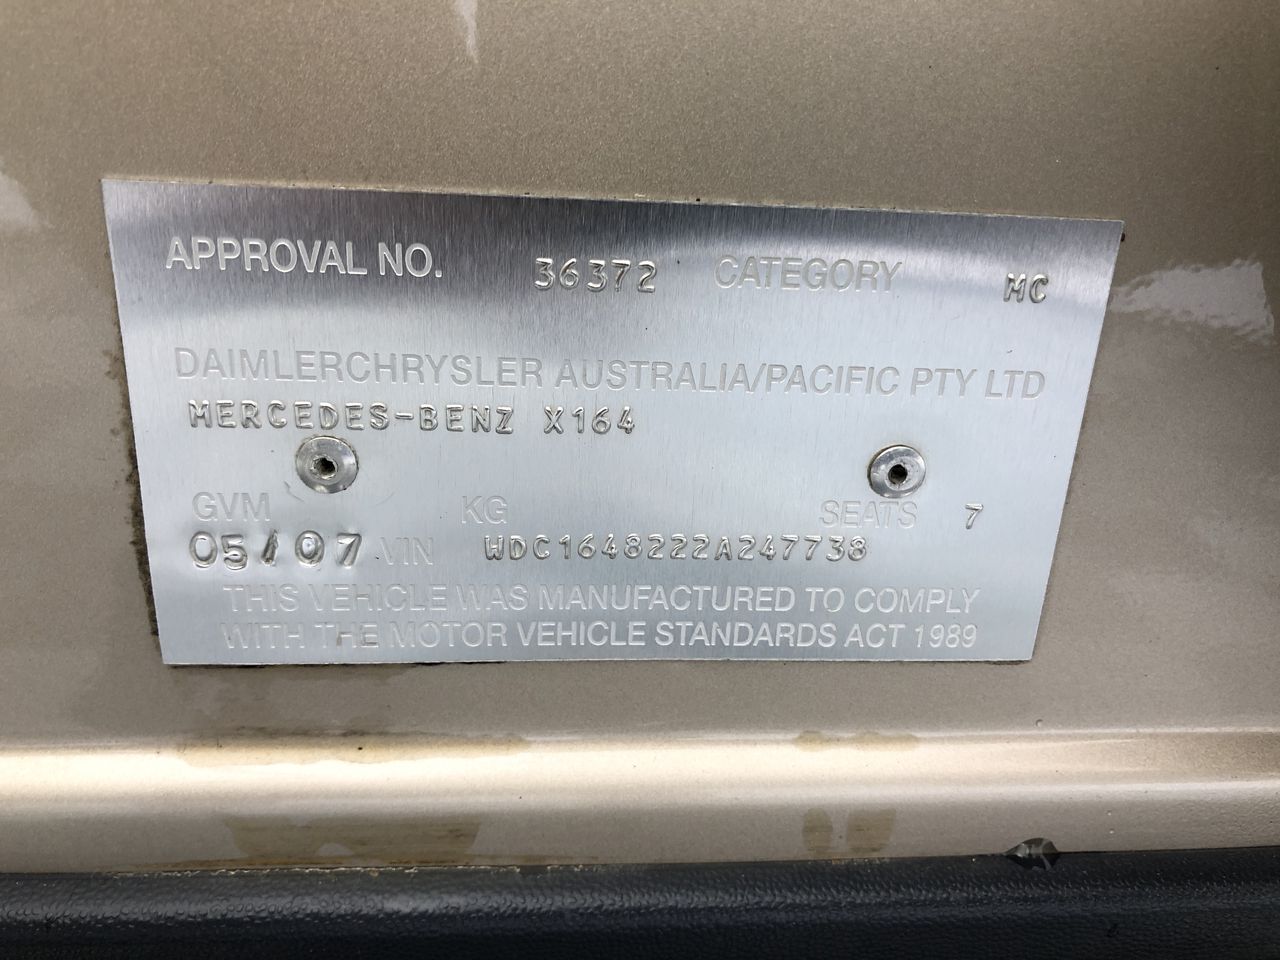 APPROVAL NO. 36372 CATEGORY MC
DAIMLERCHRYSLER AUSTRALIA/PACIFIC PTY LTD
MERCEDES-BENZ X164
GVM KG SEATS 7
05/07 VIN WDC1648222A247738
THIS VEHICLE WAS MANUFACTURED TO COMPLY
WITH THE MOTOR VEHICLE STANDARDS ACT 1989